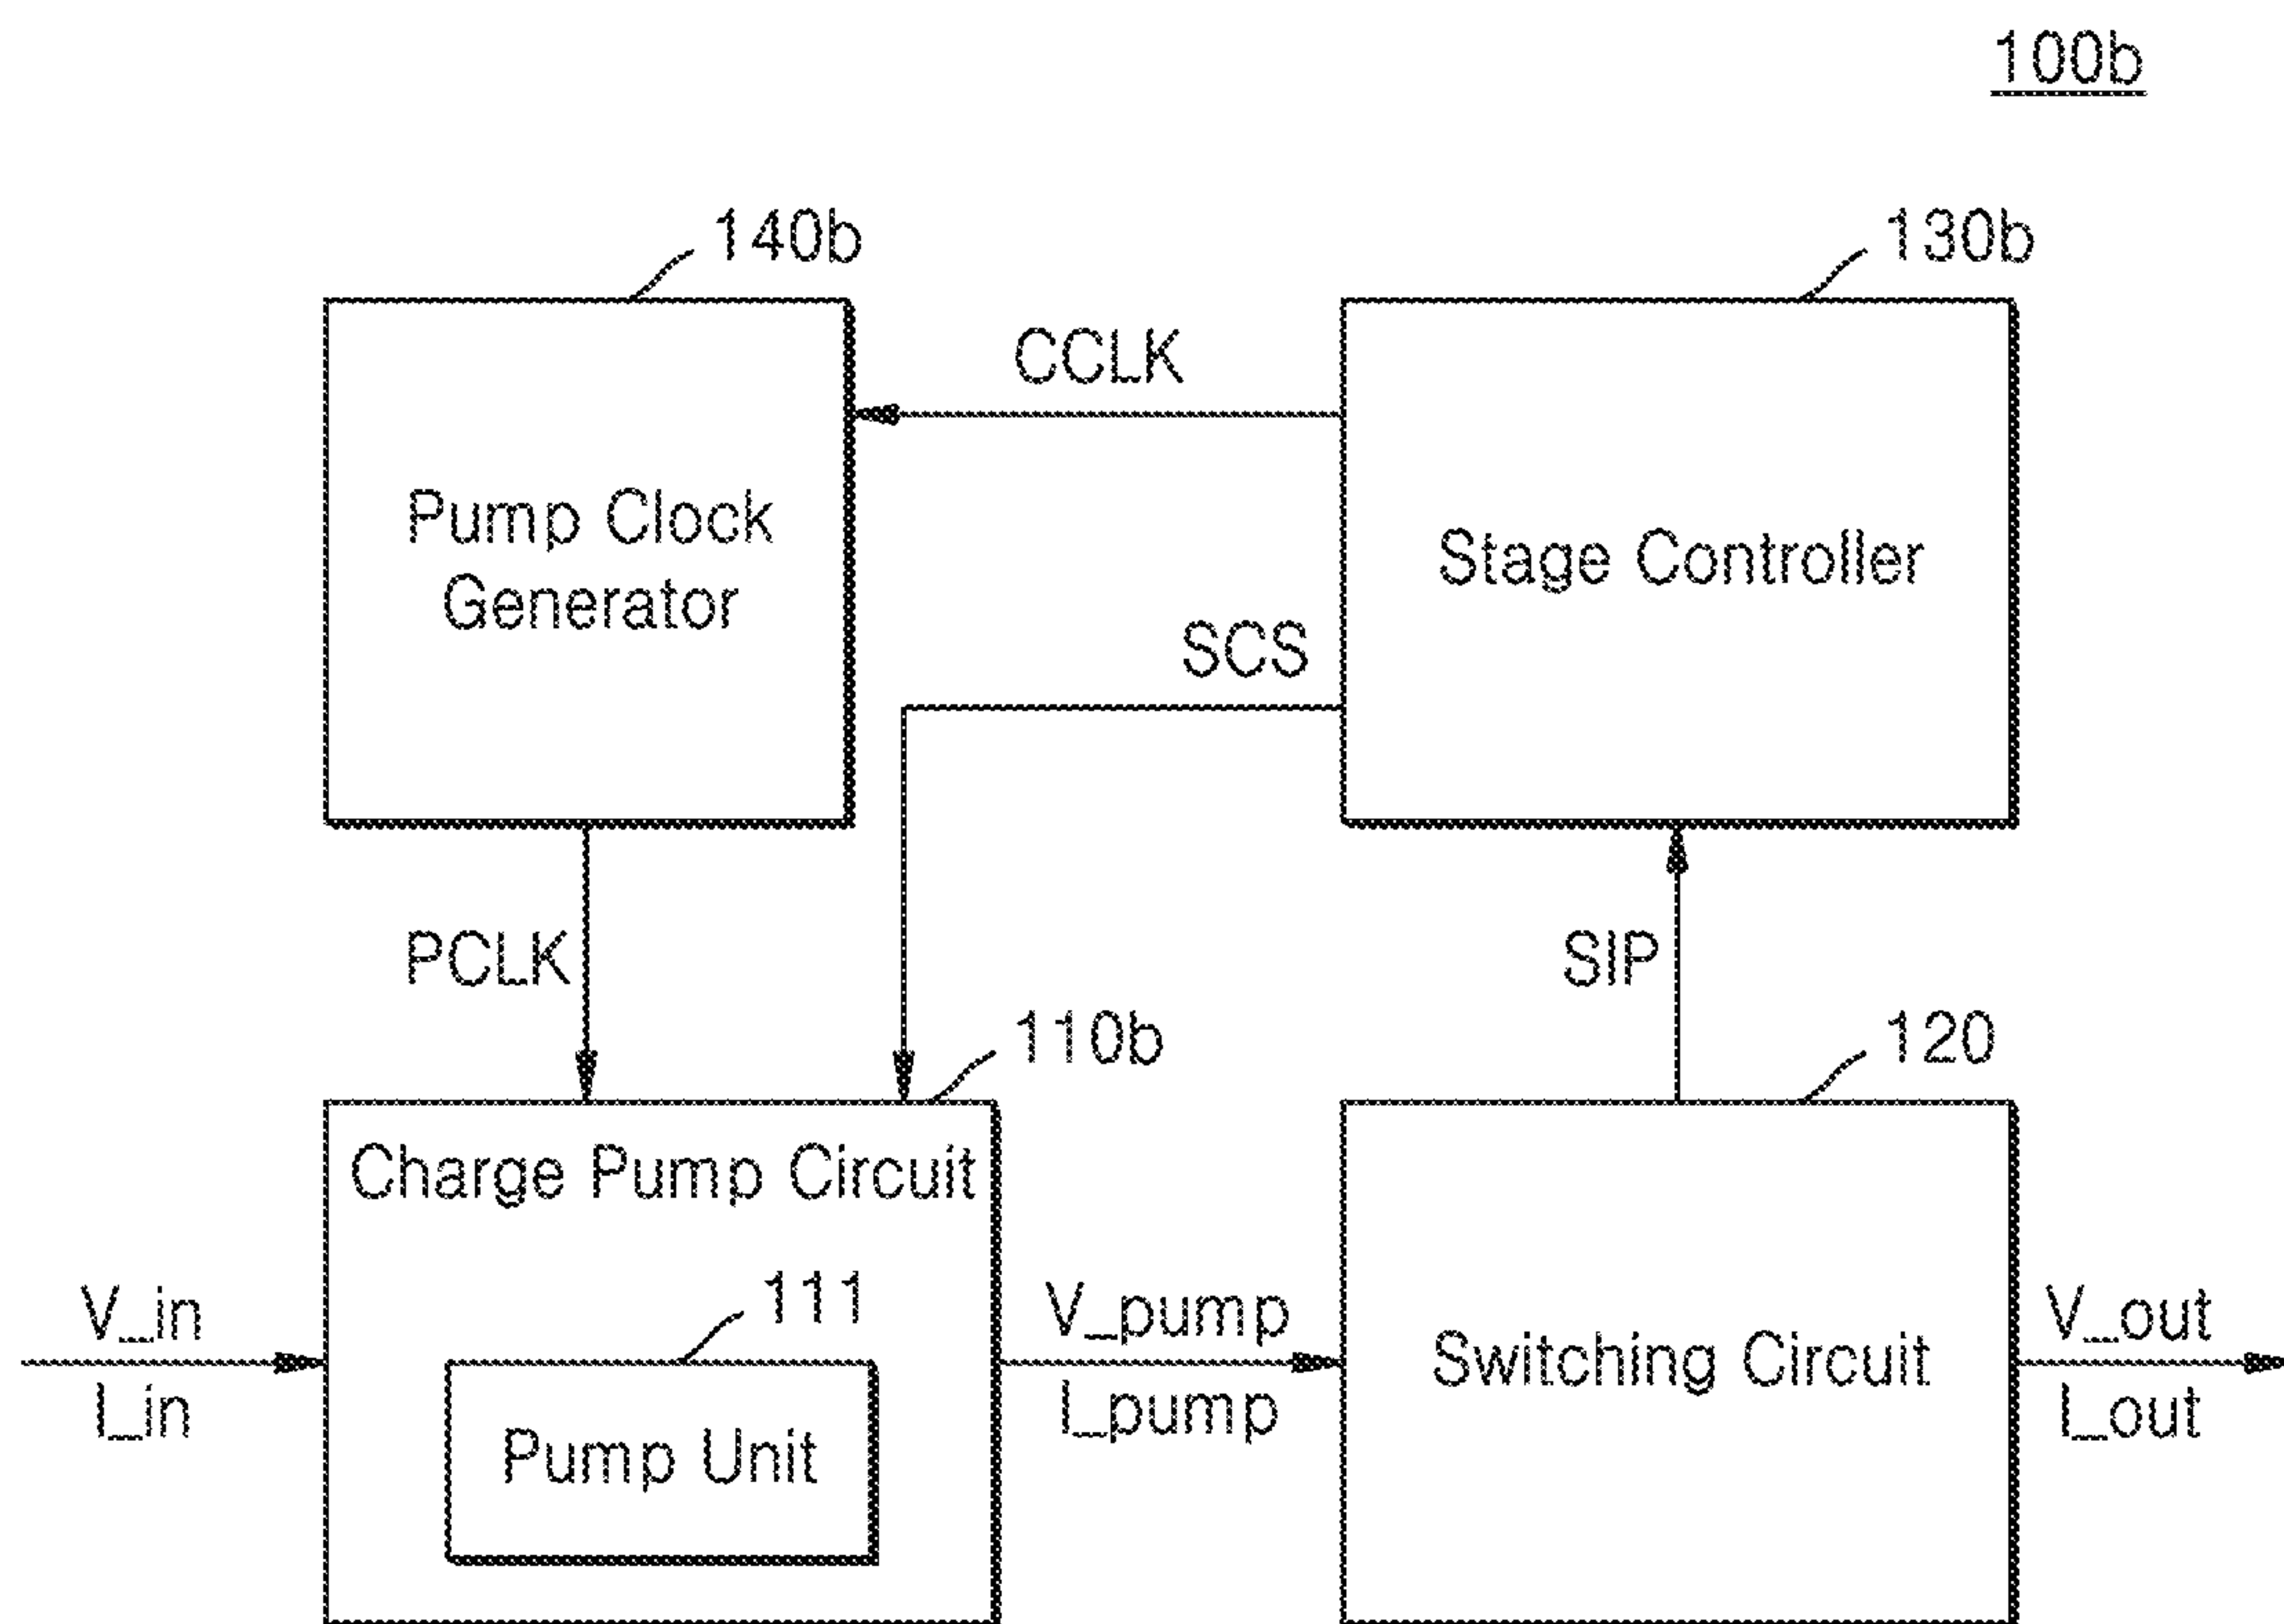 100b
140b
130b
CCLK
Pump Clock
Generator
Stage Controller
SCS
PCLK
SIP
110b
120
Charge Pump Circuit
111
V_in
V_pump
V_out
Switching Circuit
I_in
I_pump
I_out
Pump Unit